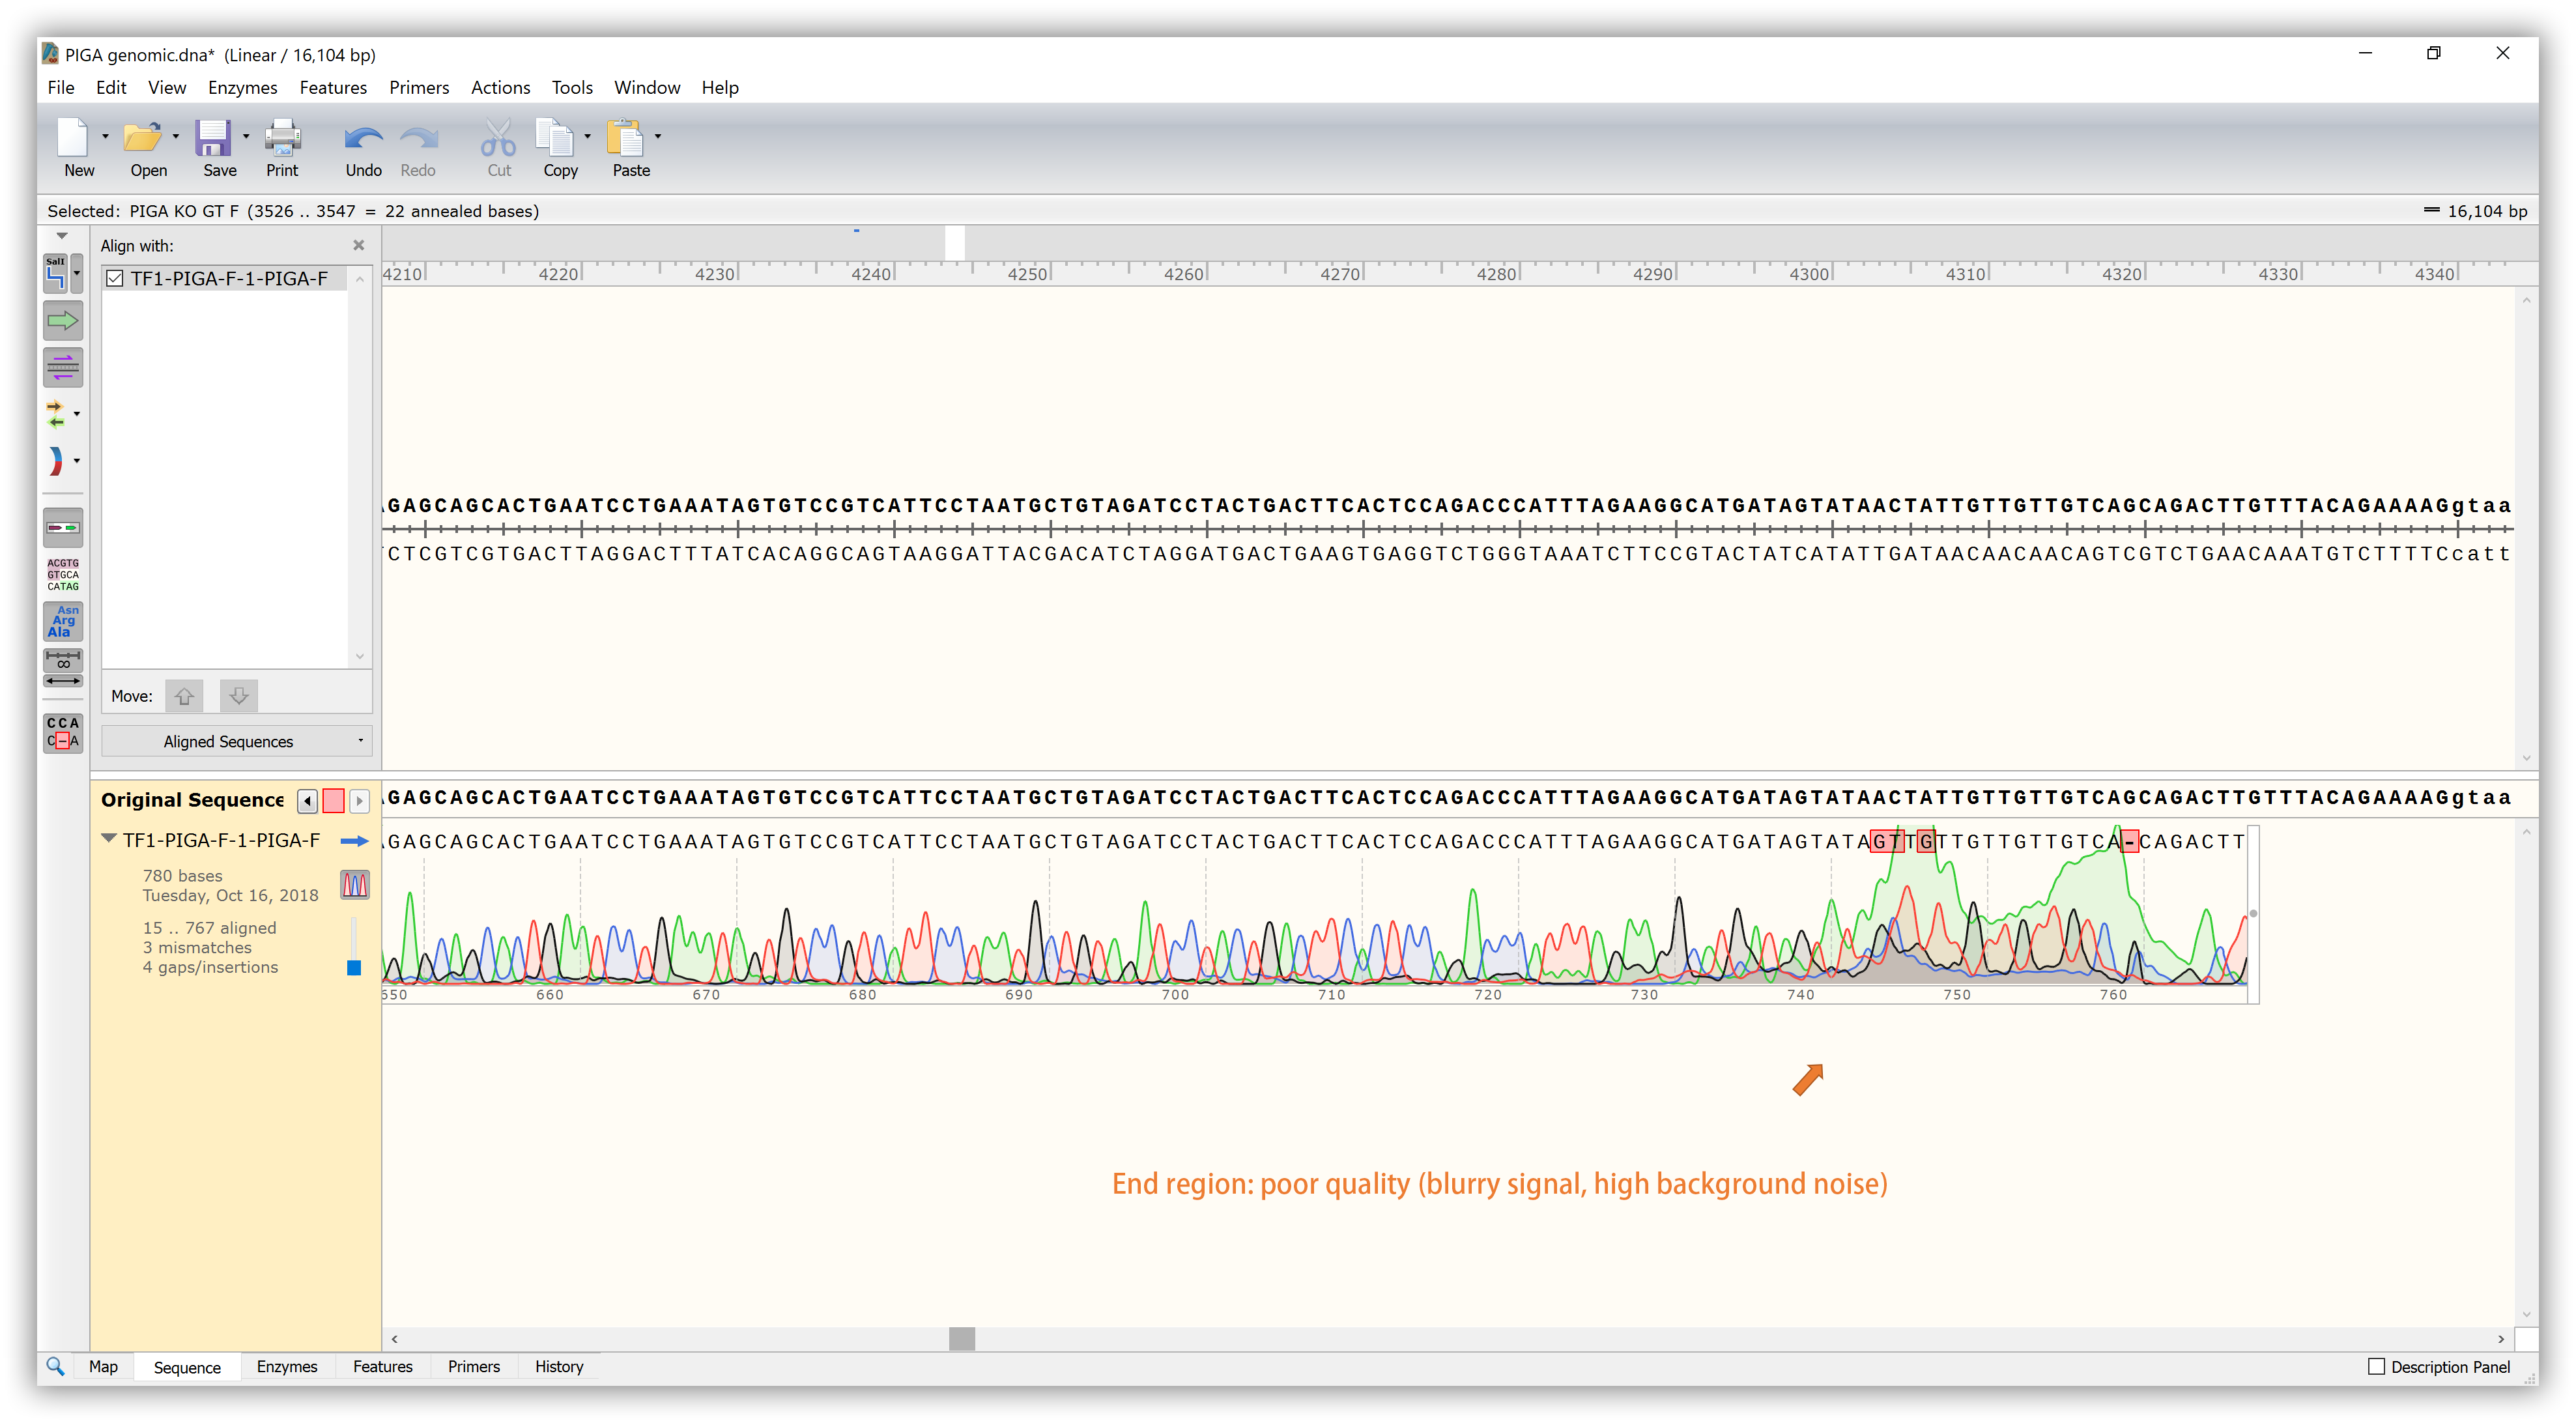 PIGA genomic.dna*  (Linear / 16,104 bp)
File Edit View Enzymes Features Primers Actions Tools Window Help
New Open Save Print Undo Redo Cut Copy Paste
Selected: PIGA KO GT F (3526 .. 3547 = 22 annealed bases)
16,104 bp
SalI
ACGTG
GTGCA
CATAG
Asn
Arg
Ala
∞
CCA
C-A
Align with:
TF1-PIGA-F-1-PIGA-F
Move:
Aligned Sequences
4210 4220 4230 4240 4250 4260 4270 4280 4290 4300 4310 4320 4330 4340
GAGCAGCACTGAATCCTGAAATAGTGTCCGTCATTCCTAATGCTGTAGATCCTACTGACTTCACTCCAGACCCATTTAGAAGGCATGATAGTATAACTATTGTTGTTGTCAGCAGACTTGTTTACAGAAAAGgtaa
CTCGTCGTGACTTAGGACTTTATCACAGGCAGTAAGGATTACGACATCTAGGATGACTGAAGTGAGGTCTGGGTAAATCTTCCGTACTATCATATTGATAACAACAACAGTCGTCTGAACAAATGTCTTTTCcatt
Original Sequence
GAGCAGCACTGAATCCTGAAATAGTGTCCGTCATTCCTAATGCTGTAGATCCTACTGACTTCACTCCAGACCCATTTAGAAGGCATGATAGTATAACTATTGTTGTTGTCAGCAGACTTGTTTACAGAAAAGgtaa
TF1-PIGA-F-1-PIGA-F
GAGCAGCACTGAATCCTGAAATAGTGTCCGTCATTCCTAATGCTGTAGATCCTACTGACTTCACTCCAGACCCATTTAGAAGGCATGATAGTATAGTTGTTGTTGTTGTCA-CAGACTT
780 bases
Tuesday, Oct 16, 2018
15 .. 767 aligned
3 mismatches
4 gaps/insertions
650 660 670 680 690 700 710 720 730 740 750 760
End region: poor quality (blurry signal, high background noise)
Map Sequence Enzymes Features Primers History
Description Panel